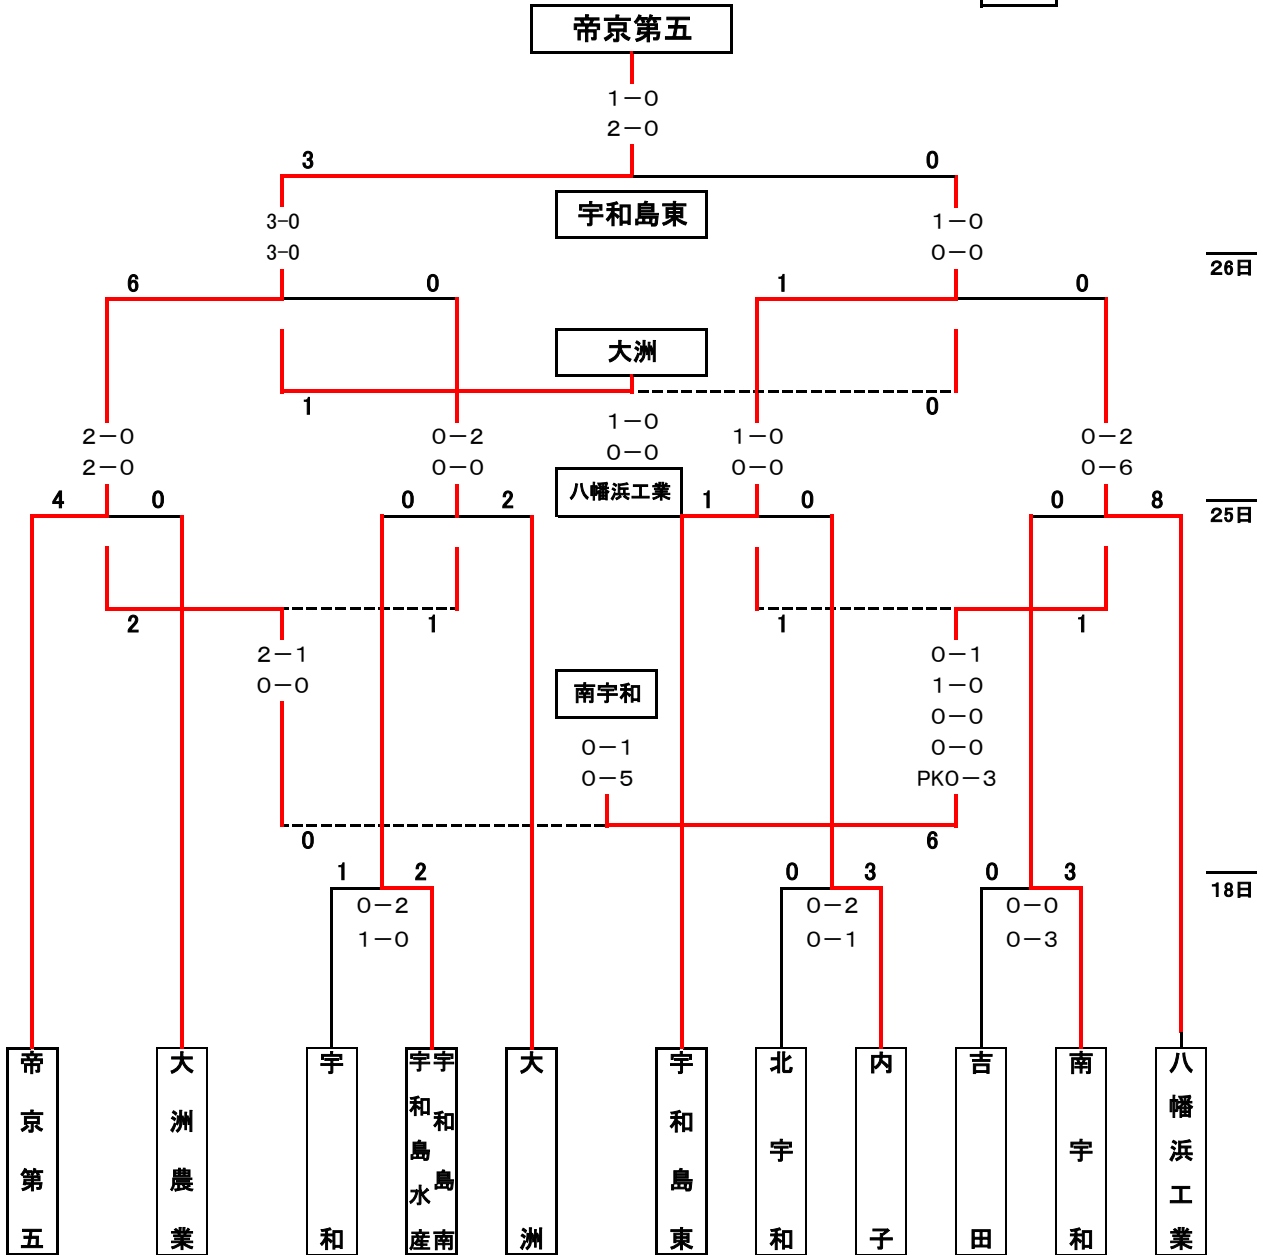 帝京第五
1－0
2－0
3 0
宇和島東
3-0 1－0
3-0 0－0
26日
6 0 1 0
大洲
1 0
1－0
0－0
2－0 0－2 1－0 0－2
2－0 0－0 0－0 0－6
八幡浜工業
4 0 0 2 1 0 0 8
25日
2 1 1 1
2－1 0－1
0－0 1－0
0－0
0－0
PK0－3
南宇和
0－1
0－5
0 6
1 2 0 3 0 3
18日
0－2 0－2 0－0
1－0 0－1 0－3
帝京第五
大洲農業
宇和
宇和島南
宇和島水産
大洲
宇和島東
北宇和
内子
吉田
南宇和
八幡浜工業